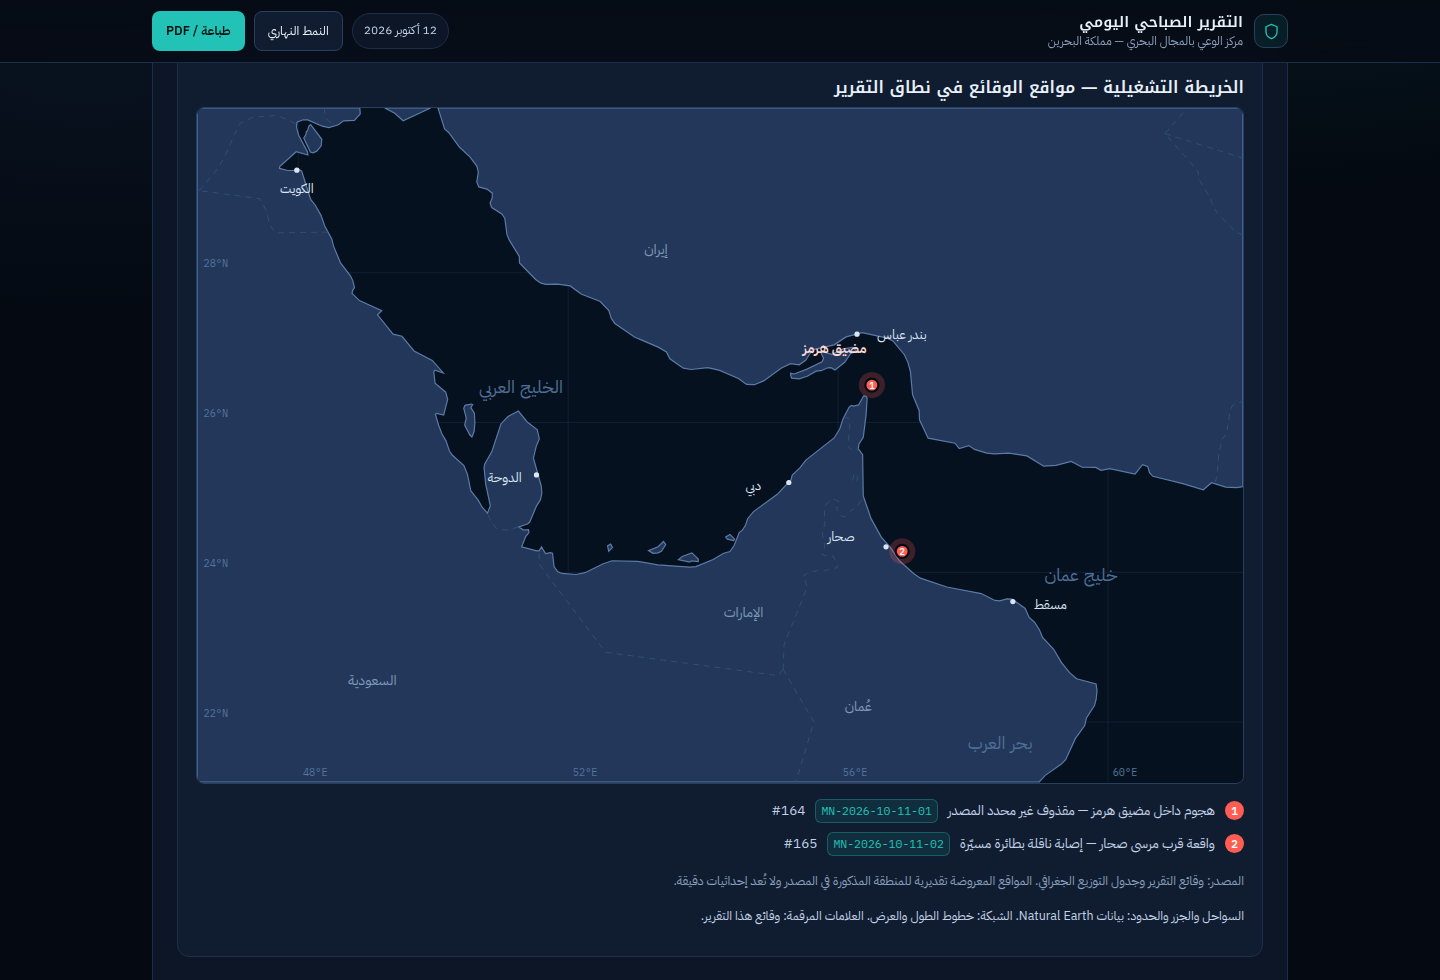 التقرير الصباحي اليومي
مركز الوعي بالمجال البحري — مملكة البحرين
12 أكتوبر 2026
النمط النهاري
طباعة / PDF
الخريطة التشغيلية — مواقع الوقائع في نطاق التقرير
الكويت
إيران
28°N
بندر عباس
مضيق هرمز
1
الخليج العربي
26°N
الدوحة
دبي
صحار
2
24°N
خليج عمان
مسقط
الإمارات
السعودية
عُمان
22°N
بحر العرب
48°E
52°E
56°E
60°E
1 هجوم داخل مضيق هرمز — مقذوف غير محدد المصدر MN-2026-10-11-01 #164
2 واقعة قرب مرسى صحار — إصابة ناقلة بطائرة مسيّرة MN-2026-10-11-02 #165
المصدر: وقائع التقرير وجدول التوزيع الجغرافي. المواقع المعروضة تقديرية للمنطقة المذكورة في المصدر ولا تُعد إحداثيات دقيقة.
السواحل والجزر والحدود: بيانات Natural Earth. الشبكة: خطوط الطول والعرض. العلامات المرقمة: وقائع هذا التقرير.